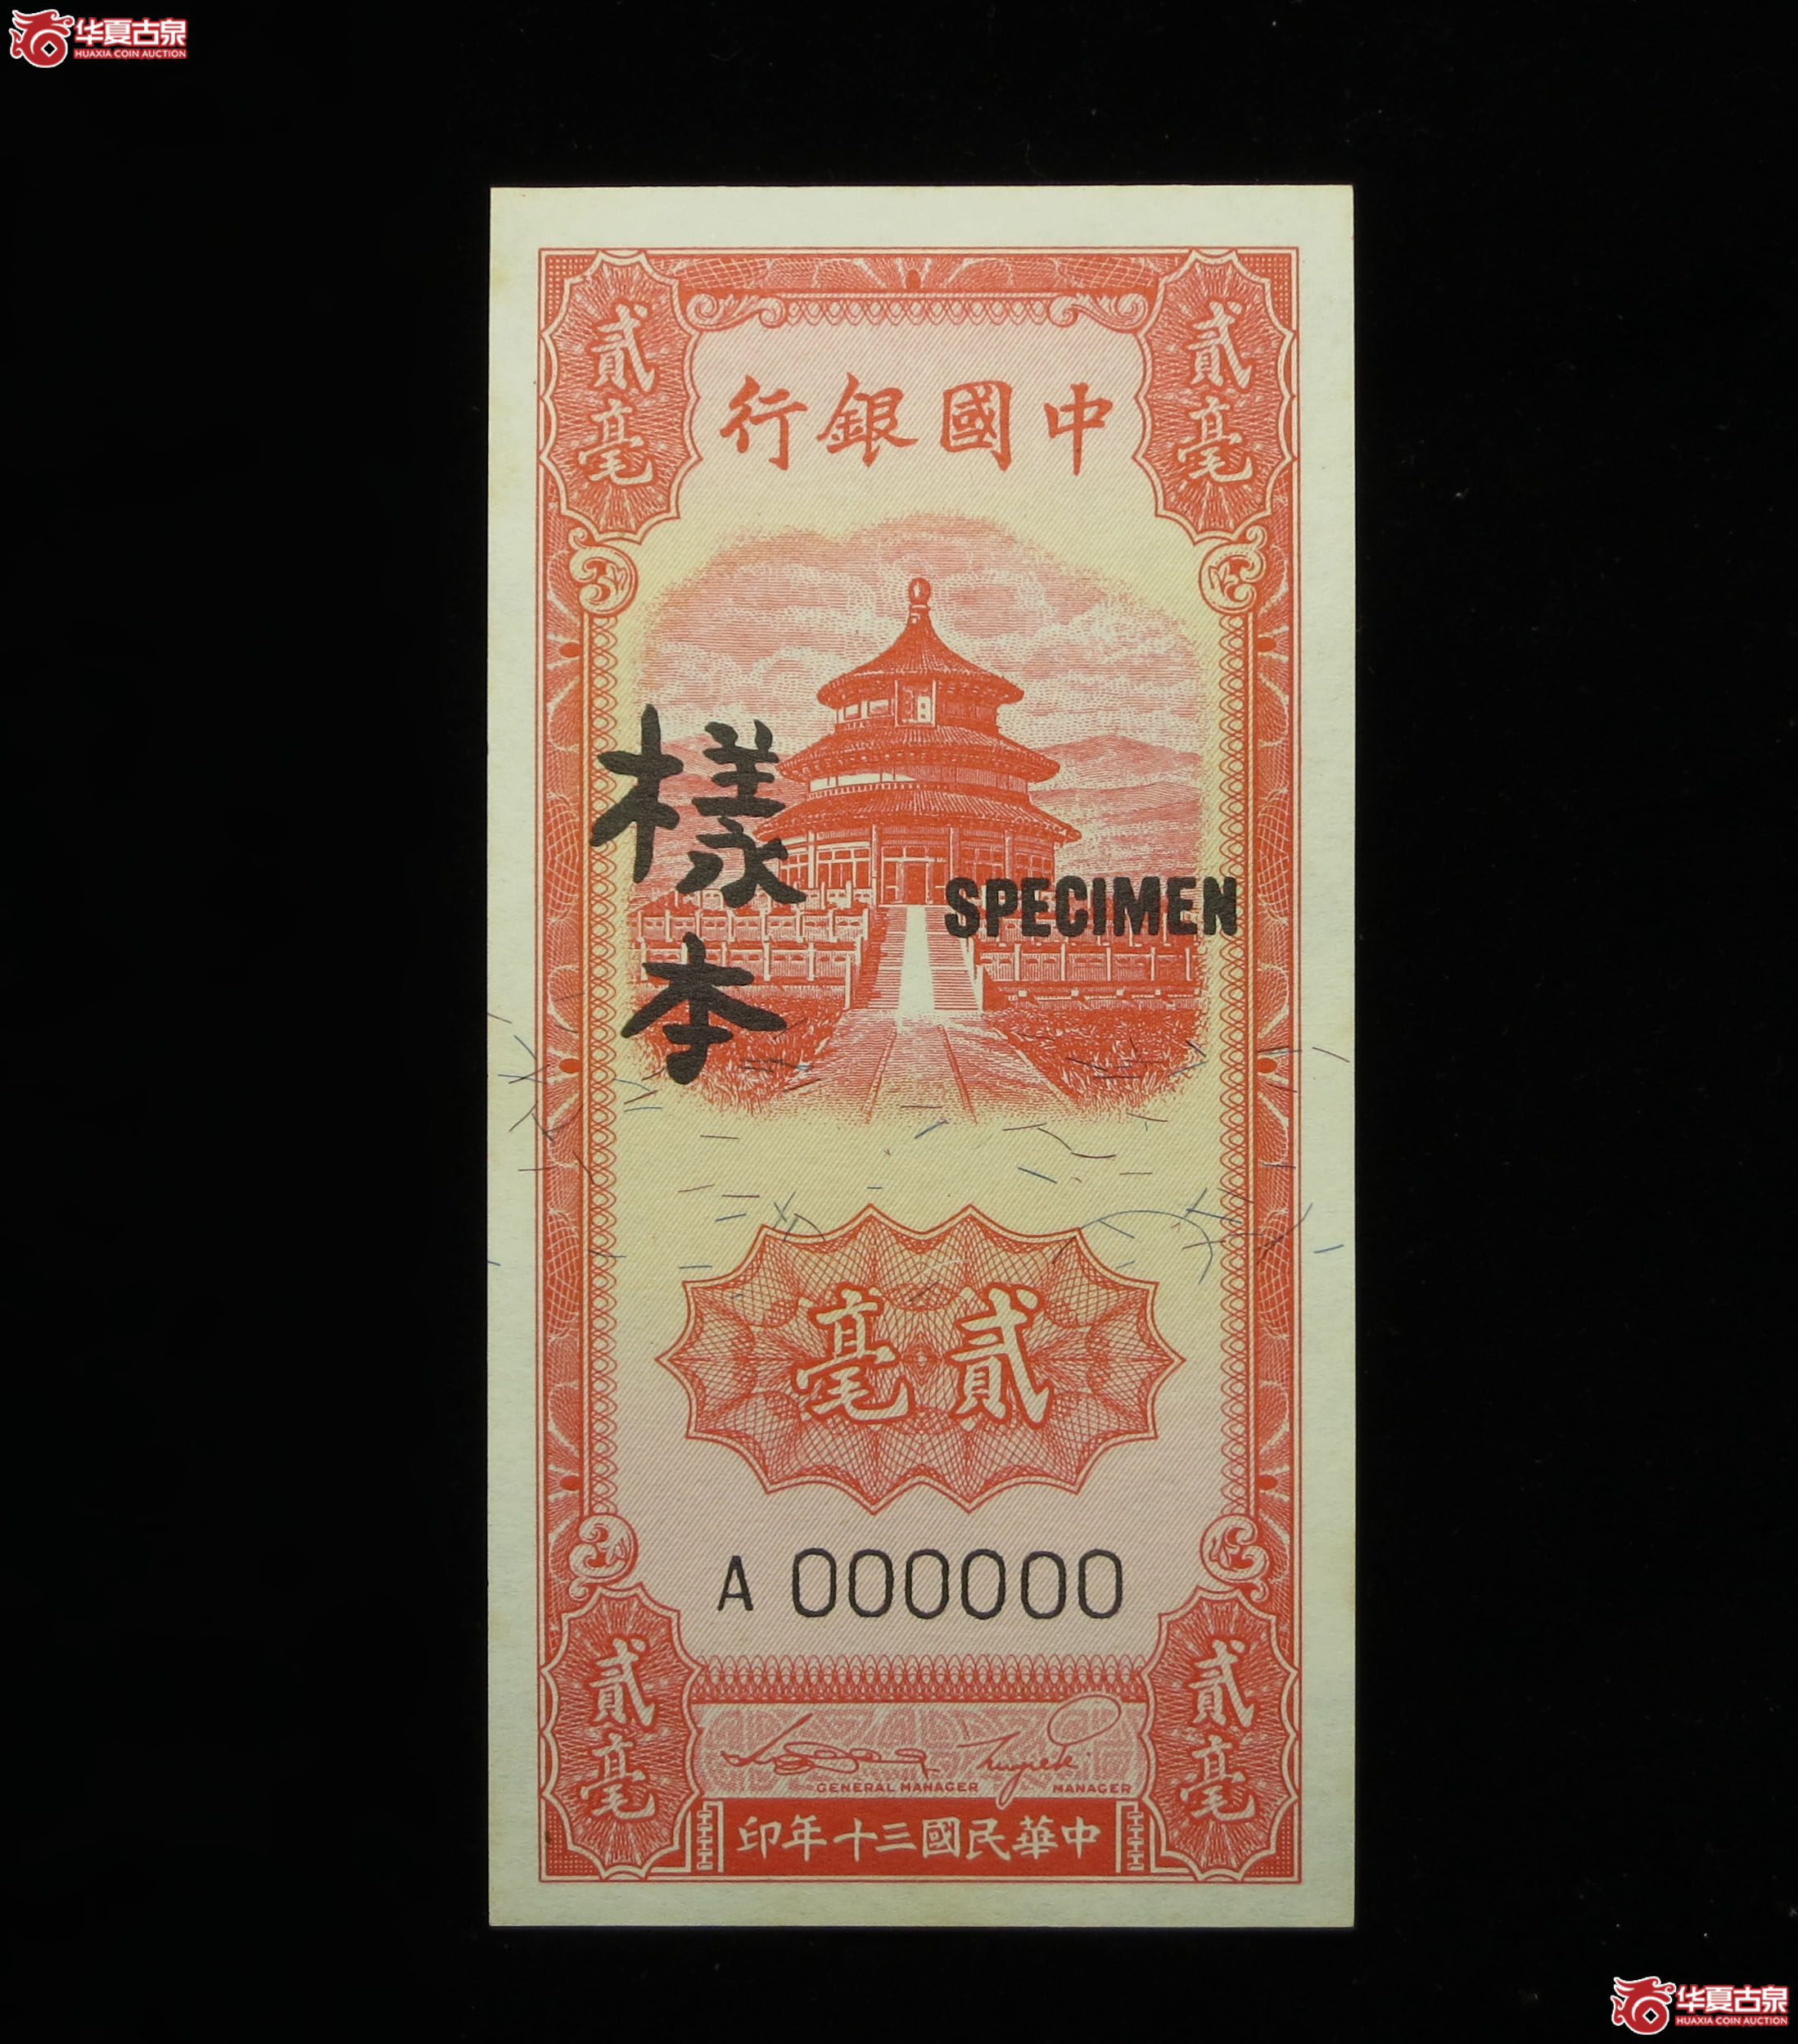 华夏古泉
HUAXIA COIN AUCTION
貳毫
貳毫
行銀國中
樣本
SPECIMEN
毫貳
A 000000
貳毫
貳毫
GENERAL MANAGER
MANAGER
印年十三國民華中
华夏古泉
HUAXIA COIN AUCTION